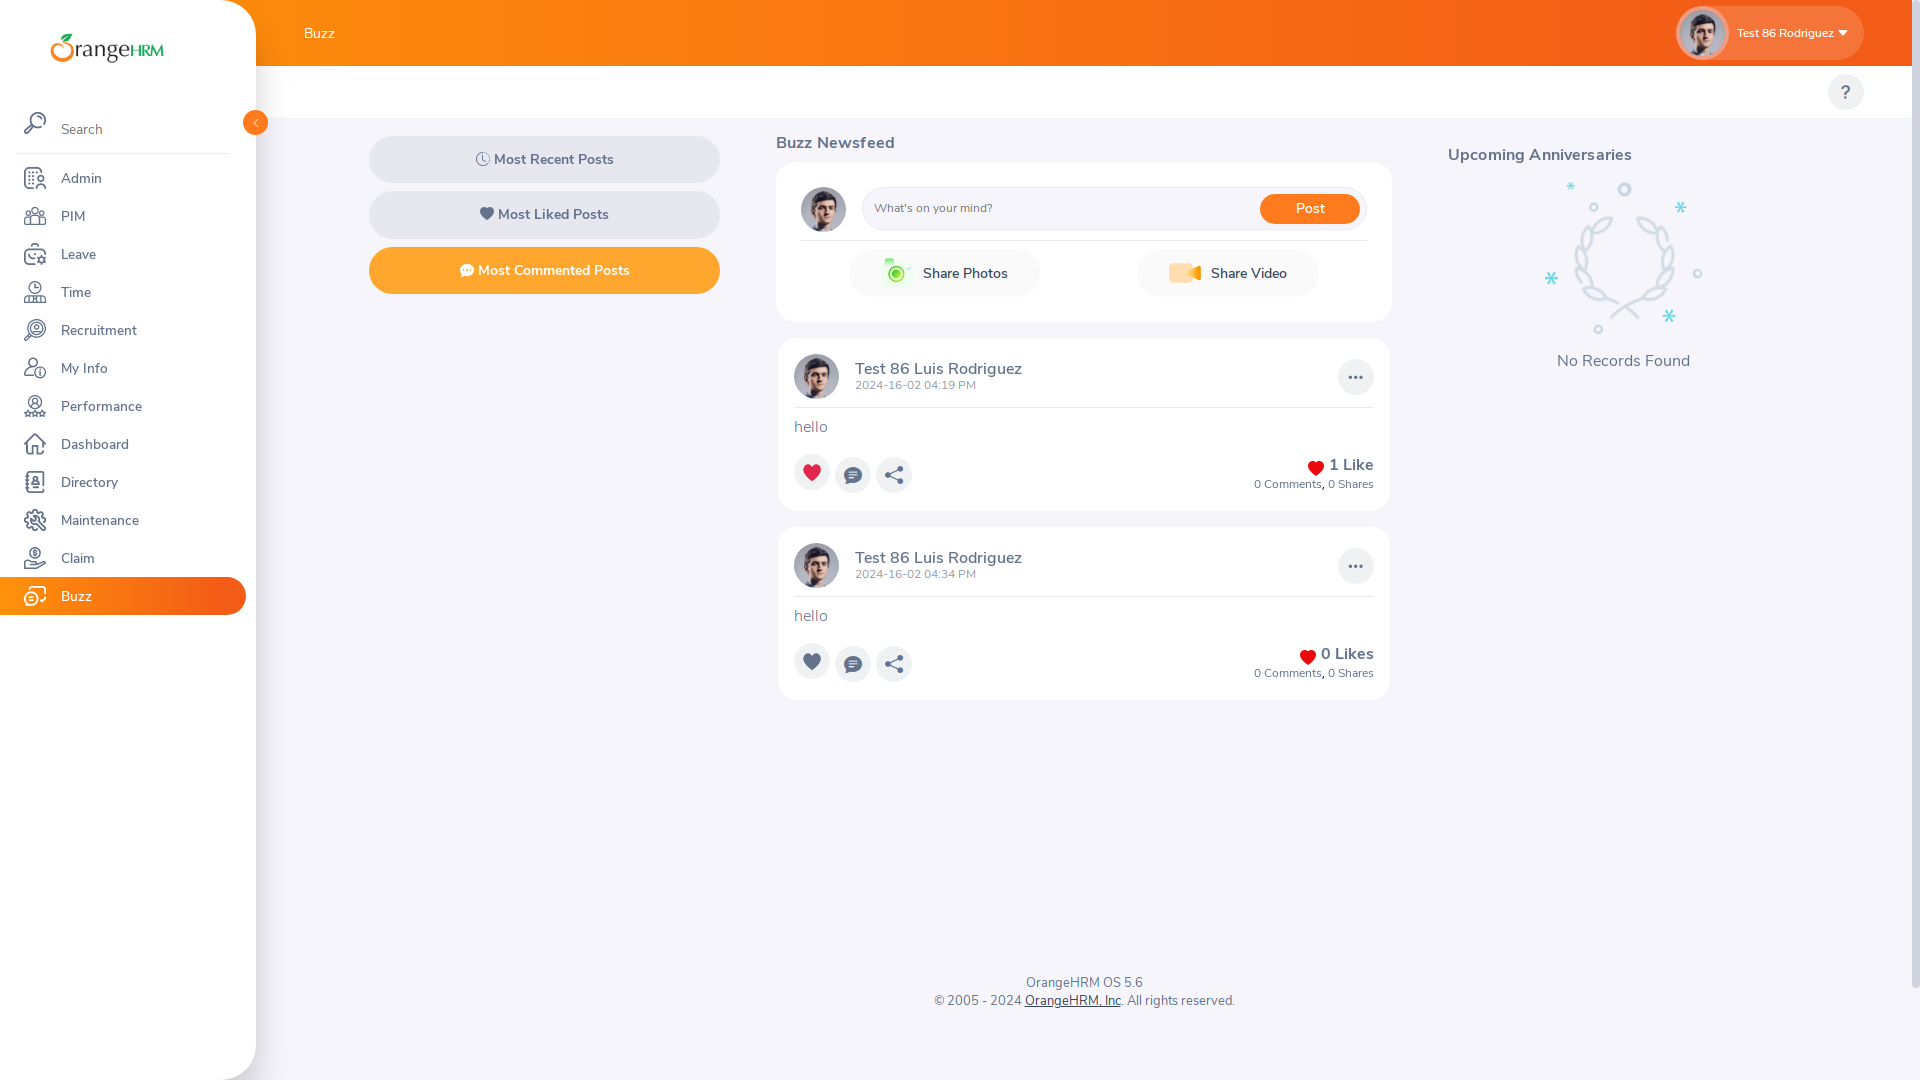 OrangeHRM
Search
Admin
PIM
Leave
Time
Recruitment
My Info
Performance
Dashboard
Directory
Maintenance
Claim
Buzz
Buzz
Test 86 Rodriguez
?
Most Recent Posts
Most Liked Posts
Most Commented Posts
Buzz Newsfeed
What's on your mind?
Post
Share Photos
Share Video
Test 86 Luis Rodriguez
2024-16-02 04:19 PM
hello
1 Like
0 Comments, 0 Shares
Test 86 Luis Rodriguez
2024-16-02 04:34 PM
hello
0 Likes
0 Comments, 0 Shares
Upcoming Anniversaries
No Records Found
OrangeHRM OS 5.6
© 2005 - 2024 OrangeHRM, Inc. All rights reserved.